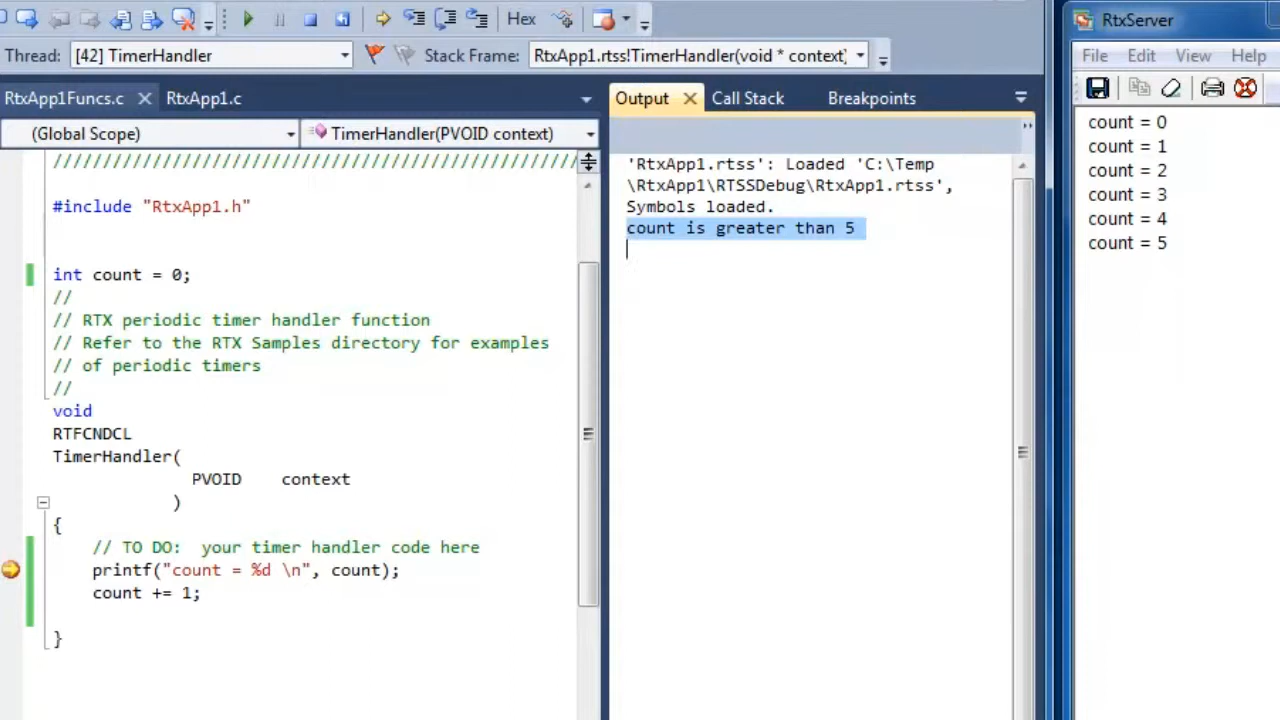 Hex
Thread: [42] TimerHandler
Stack Frame: RtxApp1.rtss!TimerHandler(void * context)
RtxApp1Funcs.c
RtxApp1.c
(Global Scope)
TimerHandler(PVOID context)
/////////////////////////////////////////////////////
#include "RtxApp1.h"
int count = 0;
//
// RTX periodic timer handler function
// Refer to the RTX Samples directory for examples
// of periodic timers
//
void
RTFCNDCL
TimerHandler(
PVOID context
)
{
// TO DO: your timer handler code here
printf("count = %d \n", count);
count += 1;
}
Output
Call Stack
Breakpoints
'RtxApp1.rtss': Loaded 'C:\Temp
\RtxApp1\RTSSDebug\RtxApp1.rtss',
Symbols loaded.
count is greater than 5
RtxServer
File Edit View Help
count = 0
count = 1
count = 2
count = 3
count = 4
count = 5